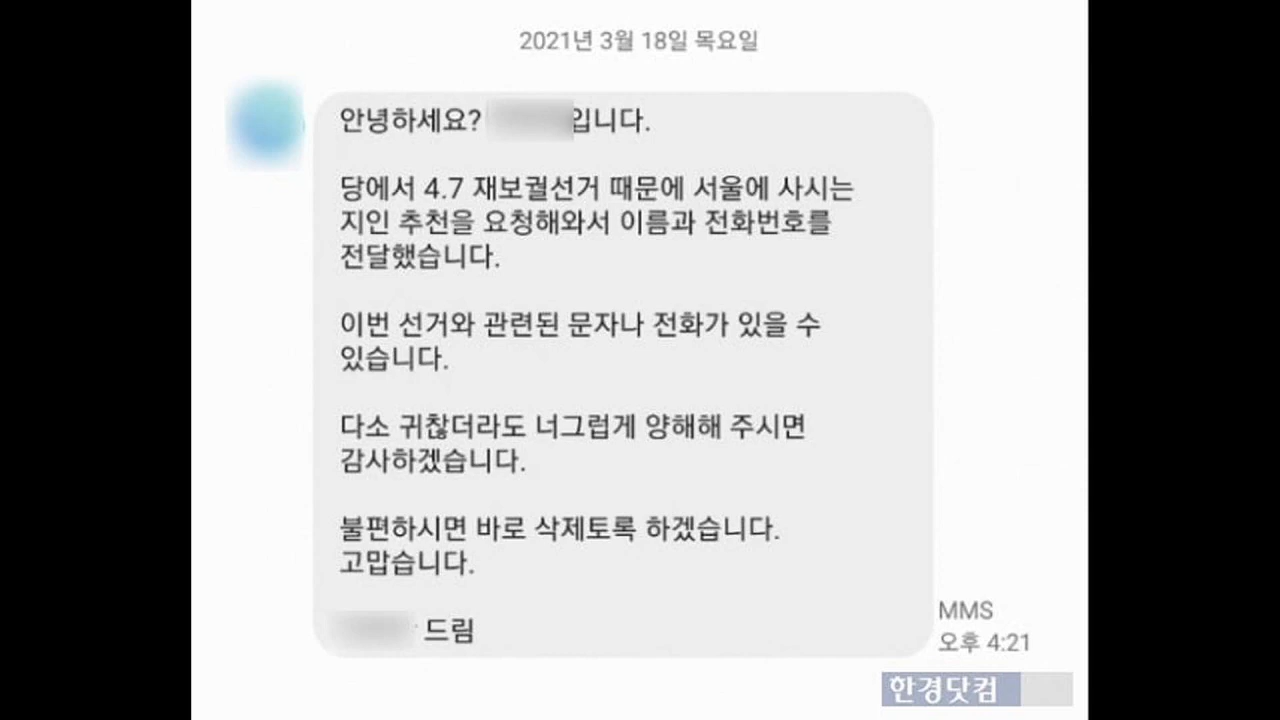 2021년 3월 18일 목요일
안녕하세요? 입니다.
당에서 4.7 재보궐선거 때문에 서울에 사시는
지인 추천을 요청해와서 이름과 전화번호를
전달했습니다.
이번 선거와 관련된 문자나 전화가 있을 수
있습니다.
다소 귀찮더라도 너그럽게 양해해 주시면
감사하겠습니다.
불편하시면 바로 삭제토록 하겠습니다.
고맙습니다.
드림
MMS
오후 4:21
한경닷컴